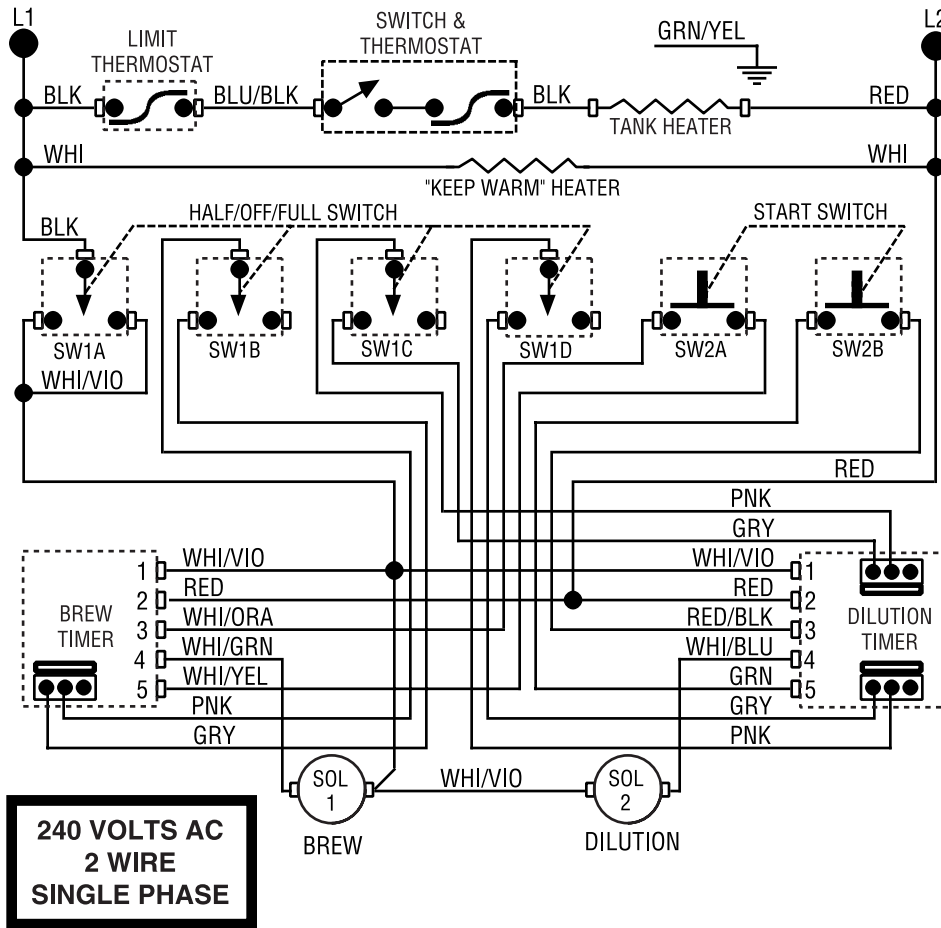 L1
L2
LIMIT
THERMOSTAT
SWITCH &
THERMOSTAT
GRN/YEL
BLK
BLU/BLK
BLK
TANK HEATER
RED
WHI
"KEEP WARM" HEATER
WHI
BLK
HALF/OFF/FULL SWITCH
START SWITCH
SW1A
SW1B
SW1C
SW1D
SW2A
SW2B
WHI/VIO
RED
PNK
GRY
BREW
TIMER
1 WHI/VIO
2 RED
3 WHI/ORA
4 WHI/GRN
5 WHI/YEL
PNK
GRY
WHI/VIO 1
RED 2
RED/BLK 3
WHI/BLU 4
GRN 5
GRY
PNK
DILUTION
TIMER
SOL
1
BREW
WHI/VIO
SOL
2
DILUTION
240 VOLTS AC
2 WIRE
SINGLE PHASE